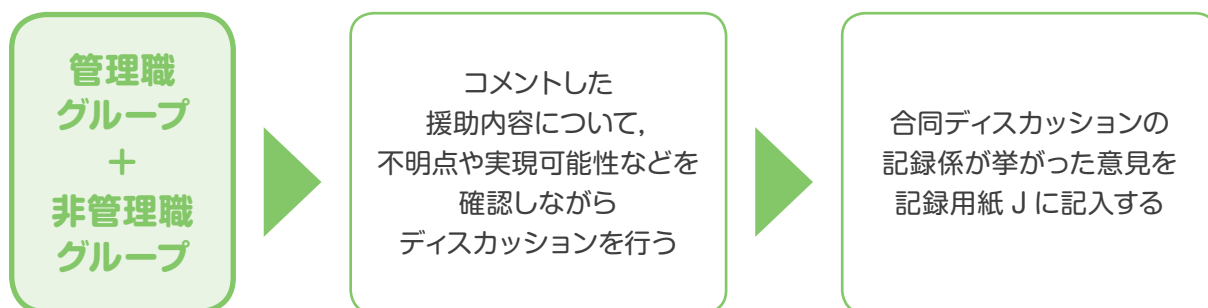 管理職
グループ
+
非管理職
グループ
コメントした
援助内容について,
不明点や実現可能性などを
確認しながら
ディスカッションを行う
合同ディスカッションの
記録係が挙がった意見を
記録用紙 J に記入する